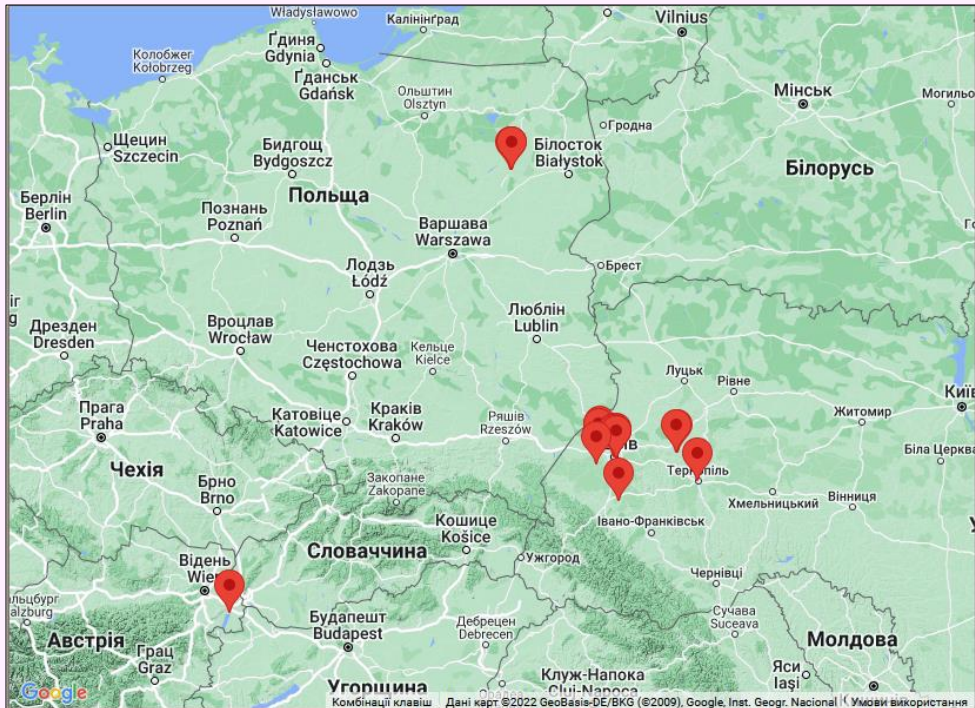 Władysławowo
Калінінград
Vilnius
Ґдиня
Gdynia
Колобжег
Kołobrzeg
Ґданськ
Gdańsk
Ольштин
Olsztyn
Мінськ
Могильо
Щецин
Szczecin
Гродна
Бидгощ
Bydgoszcz
Білосток
Białystok
Польща
Білорусь
Берлін
Berlin
Познань
Poznań
Варшава
Warszawa
Брест
Лодзь
Łódź
Люблін
Lublin
Дрезден
Dresden
Вроцлав
Wrocław
Ченстохова
Częstochowa
Кельце
Kielce
Луцьк
Рівне
Київ
Прага
Praha
Катовіце
Katowice
Краків
Kraków
Ряшів
Rzeszów
Житомир
Біла Церква
Чехія
Закопане
Zakopane
Хмельницький
Вінниця
Брно
Brno
Кошице
Košice
Івано-Франківськ
Словаччина
Ужгород
Відень
Чернівці
Будапешт
Budapest
Дебрецен
Debrecen
Сучава
Suceava
Молдова
Австрія
Грац
Graz
Клуж-Напока
Cluj-Napoca
Яси
Iași
Угорщина
Google
Комбінації клавіш
Дані карт ©2022 GeoBasis-DE/BKG (©2009), Google, Inst. Geogr. Nacional
Умови використання